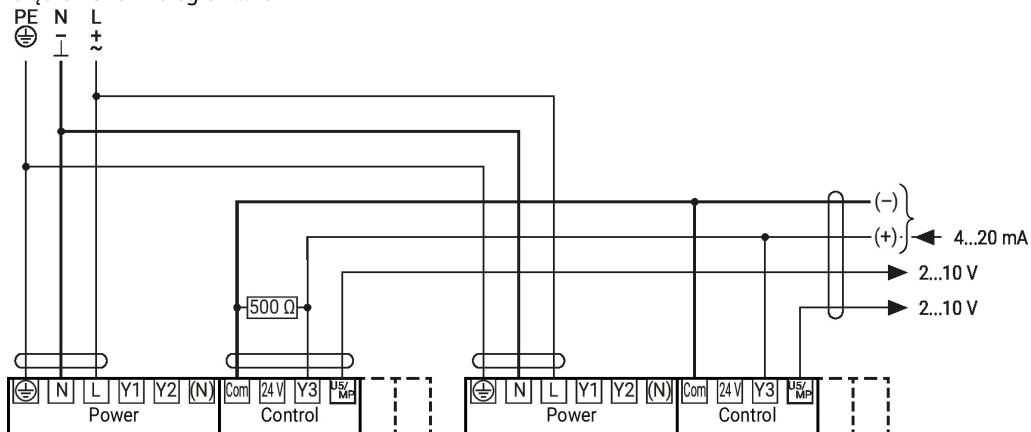 PE N L
− +
⊥ ~
(−)
(+) 4...20 mA
2...10 V
500 Ω 2...10 V
N L Y1 Y2 (N) Com 24 V Y3 U5/MP N L Y1 Y2 (N) Com 24 V Y3 U5/MP
Power Control Power Control